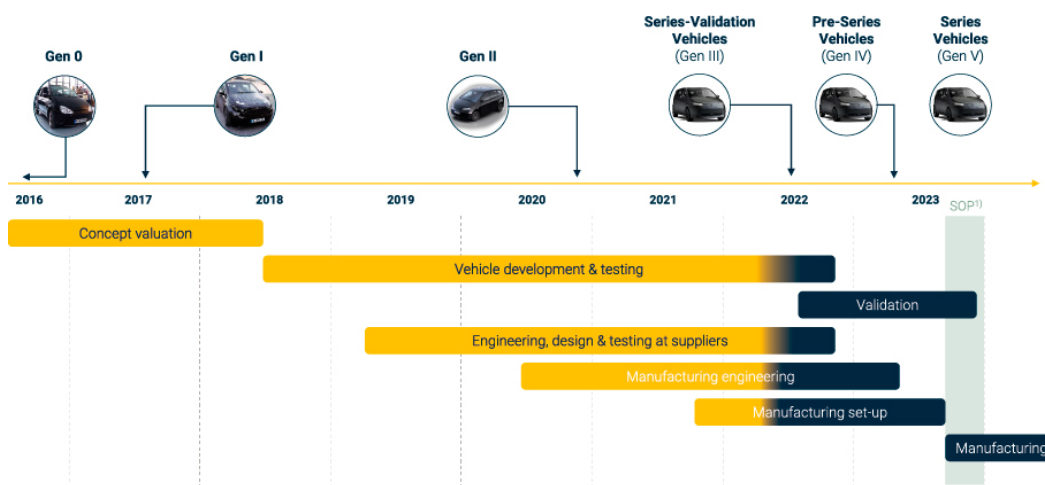 Gen 0
Gen I
Gen II
Series-Validation
Vehicles
(Gen III)
Pre-Series
Vehicles
(Gen IV)
Series
Vehicles
(Gen V)
2016
2017
2018
2019
2020
2021
2022
2023
SOP¹⁾
Concept valuation
Vehicle development & testing
Validation
Engineering, design & testing at suppliers
Manufacturing engineering
Manufacturing set-up
Manufacturing